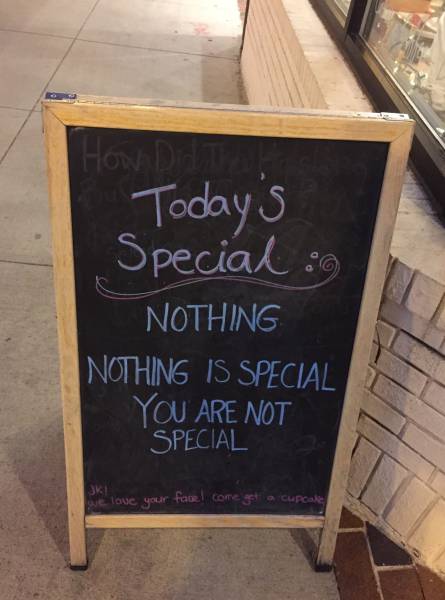 Today's
Special :
NOTHING
NOTHING IS SPECIAL
YOU ARE NOT
SPECIAL
JK!
we love your face! come get a cupcake